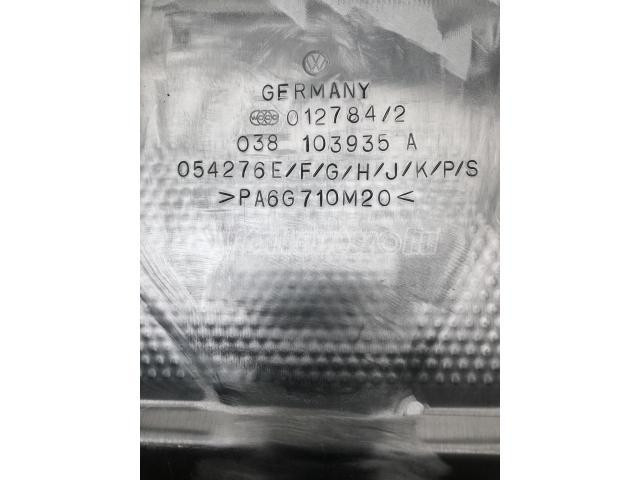 GERMANY
012784/2
038 103935 A
054276E/F/G/H/J/K/P/S
>PA6G710M20<